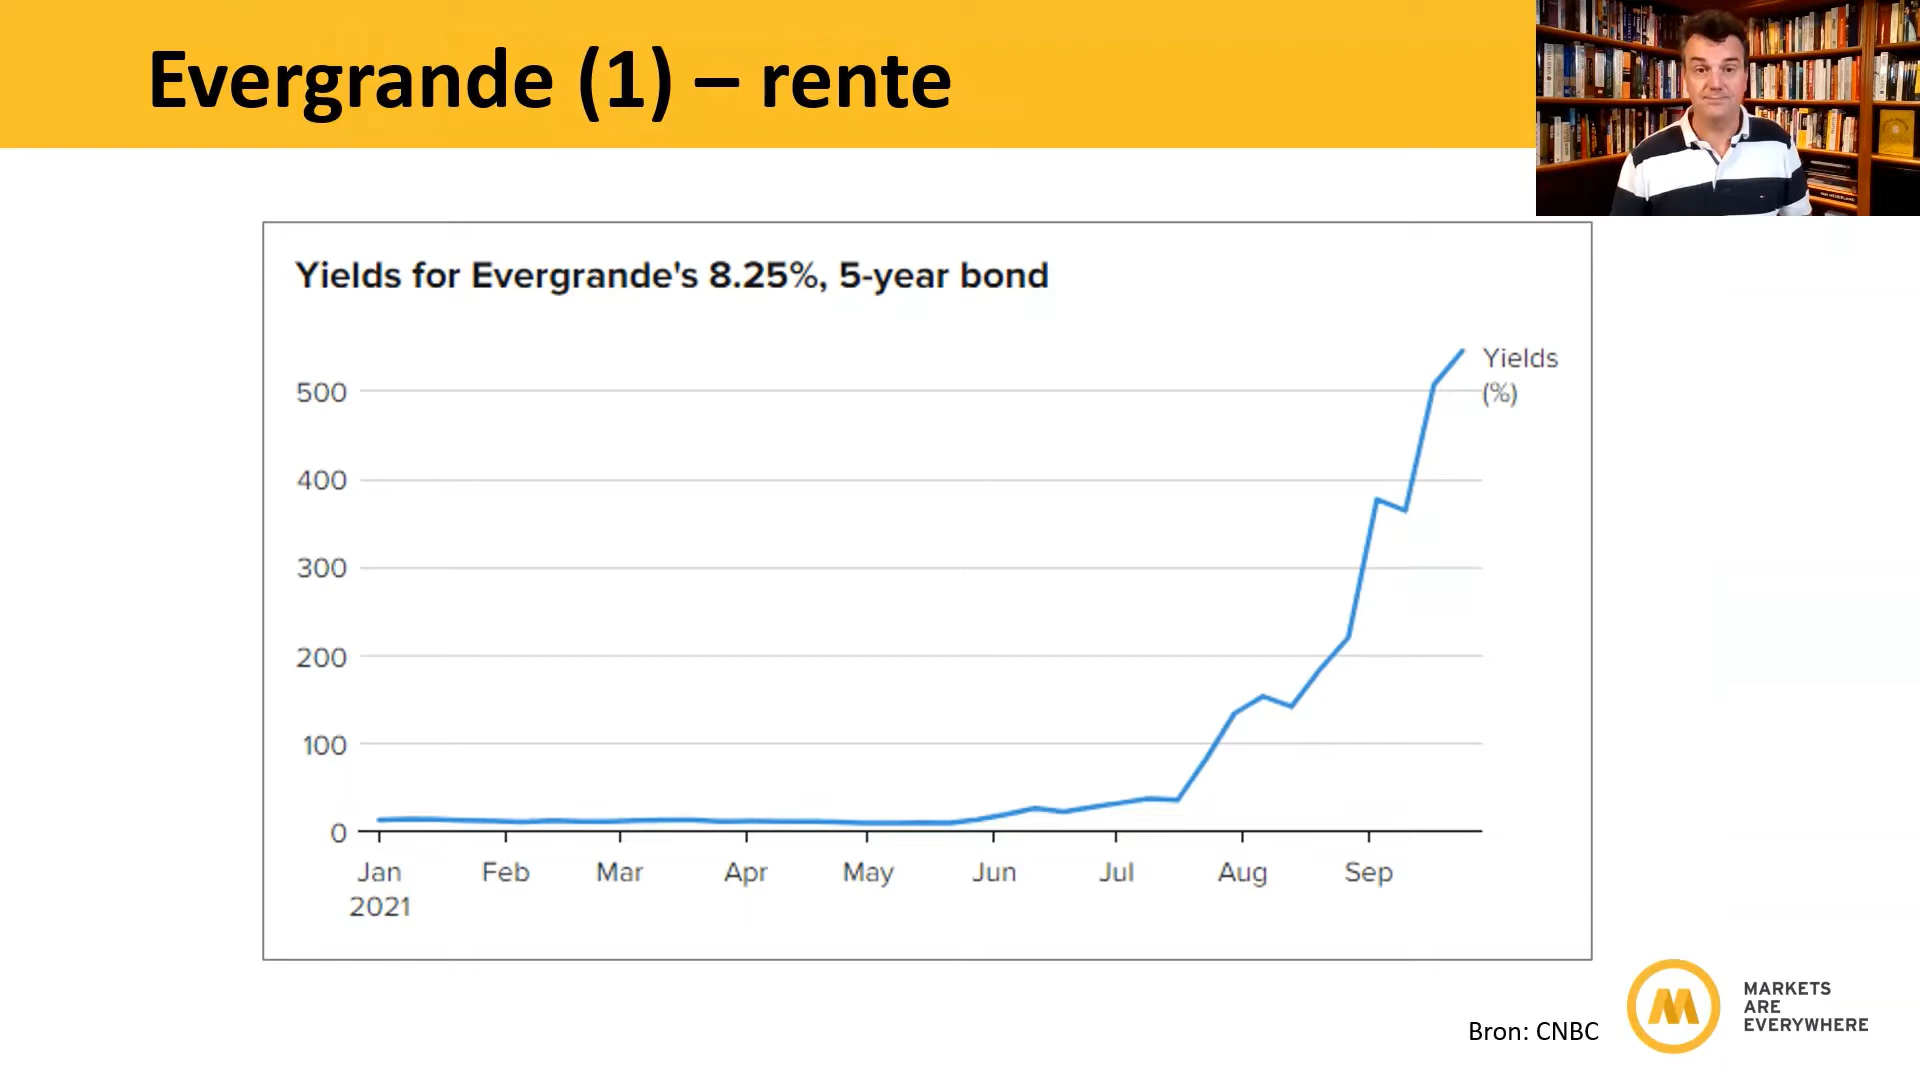 Evergrande (1) – rente
Yields for Evergrande's 8.25%, 5-year bond
Yields
(%)
500
400
300
200
100
0
Jan Feb Mar Apr May Jun Jul Aug Sep
2021
Bron: CNBC
MARKETS
ARE
EVERYWHERE